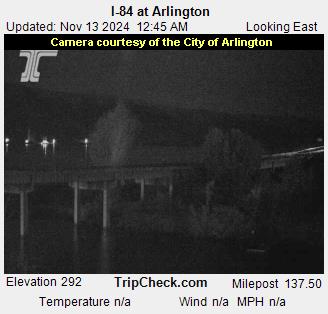 I-84 at Arlington
Updated: Nov 13 2024 12:45 AM Looking East
Camera courtesy of the City of Arlington
Elevation 292 TripCheck.com Milepost 137.50
Temperature n/a Wind n/a MPH n/a